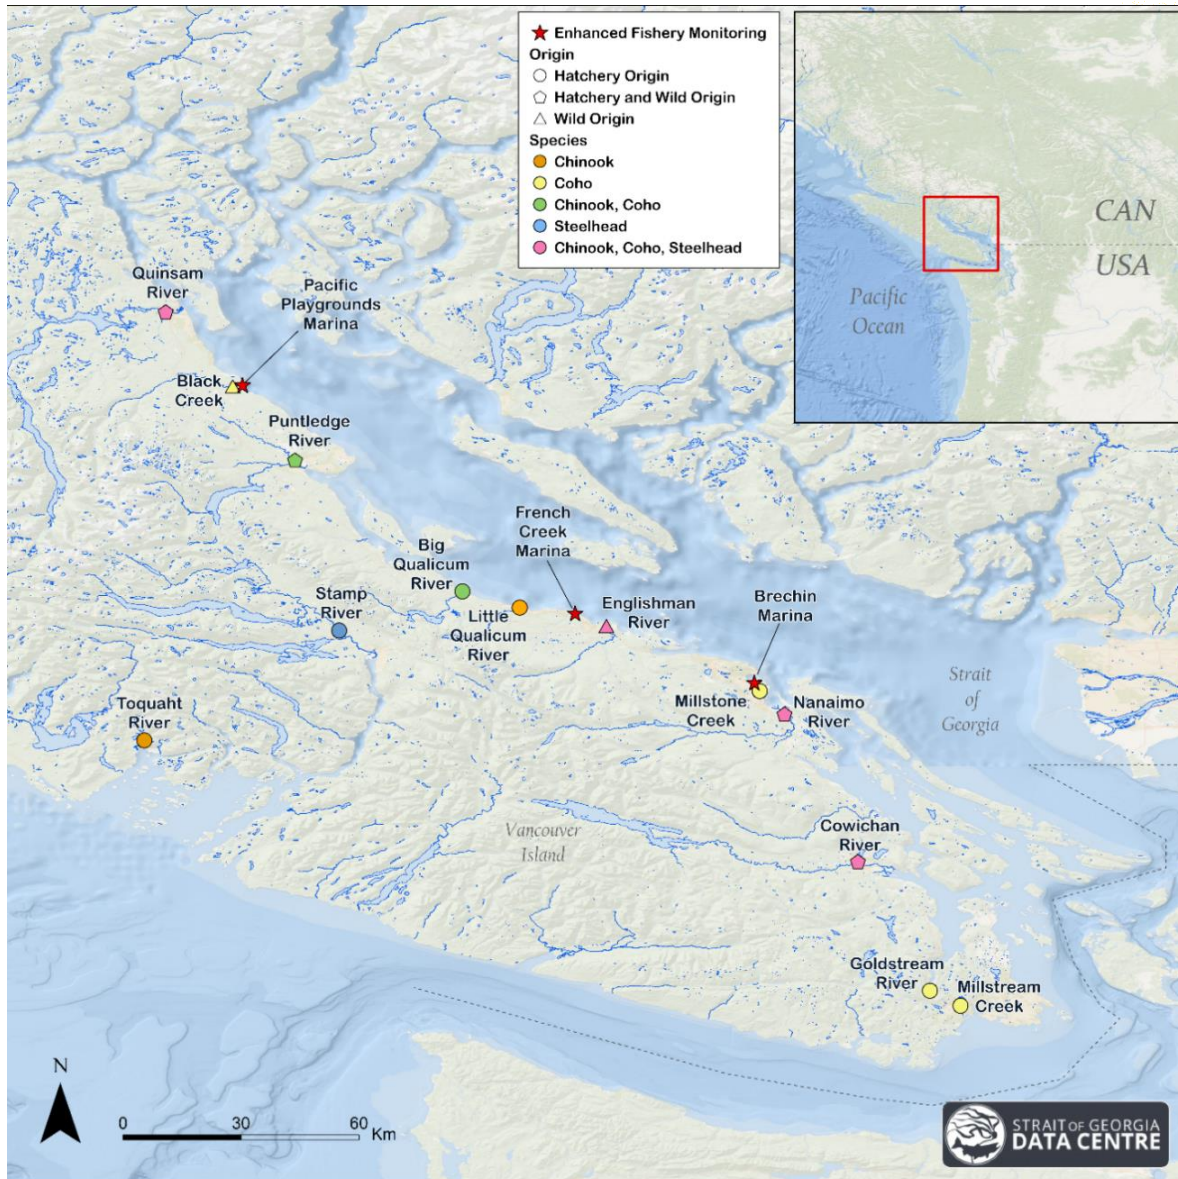 Enhanced Fishery Monitoring
Origin
Hatchery Origin
Hatchery and Wild Origin
Wild Origin
Species
Chinook
Coho
Chinook, Coho
Steelhead
Chinook, Coho, Steelhead
CAN
USA
Pacific
Ocean
Quinsam
River
Pacific
Playgrounds
Marina
Black
Creek
Puntledge
River
French
Creek
Marina
Big
Qualicum
River
Stamp
River
Little
Qualicum
River
Englishman
River
Brechin
Marina
Strait
of
Georgia
Toquaht
River
Millstone
Creek
Nanaimo
River
Vancouver
Island
Cowichan
River
Goldstream
River
Millstream
Creek
N
0 30 60
Km
STRAIT OF GEORGIA
DATA CENTRE